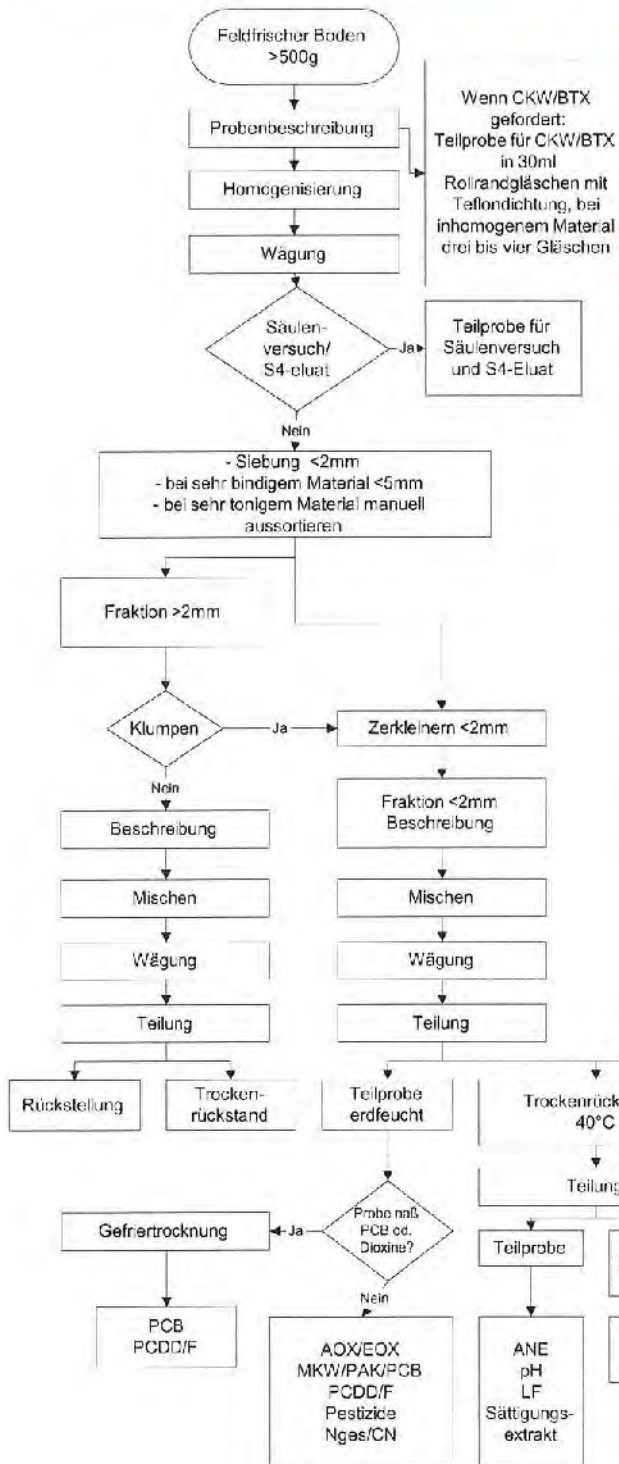 Feldfrischer Boden
>500g
Probenbeschreibung
Wenn CKW/BTX
gefordert:
Teilprobe für CKW/BTX
in 30ml
Rollrandgläschen mit
Teflondichtung, bei
inhomogenem Material
drei bis vier Gläschen
Homogenisierung
Wägung
Säulen-
versuch/
S4-eluat
Ja
Teilprobe für
Säulenversuch
und S4-Eluat
Nein
- Siebung <2mm
- bei sehr bindigem Material <5mm
- bei sehr tonigem Material manuell
aussortieren
Fraktion >2mm
Klumpen
Ja
Zerkleinern <2mm
Nein
Fraktion <2mm
Beschreibung
Beschreibung
Mischen
Mischen
Wägung
Wägung
Teilung
Teilung
Rückstellung
Trocken-
rückstand
Teilprobe
erdfeucht
Trockenrück
40°C
Teilung
Probe naß
PCB od.
Dioxine?
Ja
Gefriertrocknung
Teilprobe
Nein
PCB
PCDD/F
AOX/EOX
MKW/PAK/PCB
PCDD/F
Pestizide
Nges/CN
ANE
pH
LF
Sättigungs-
extrakt